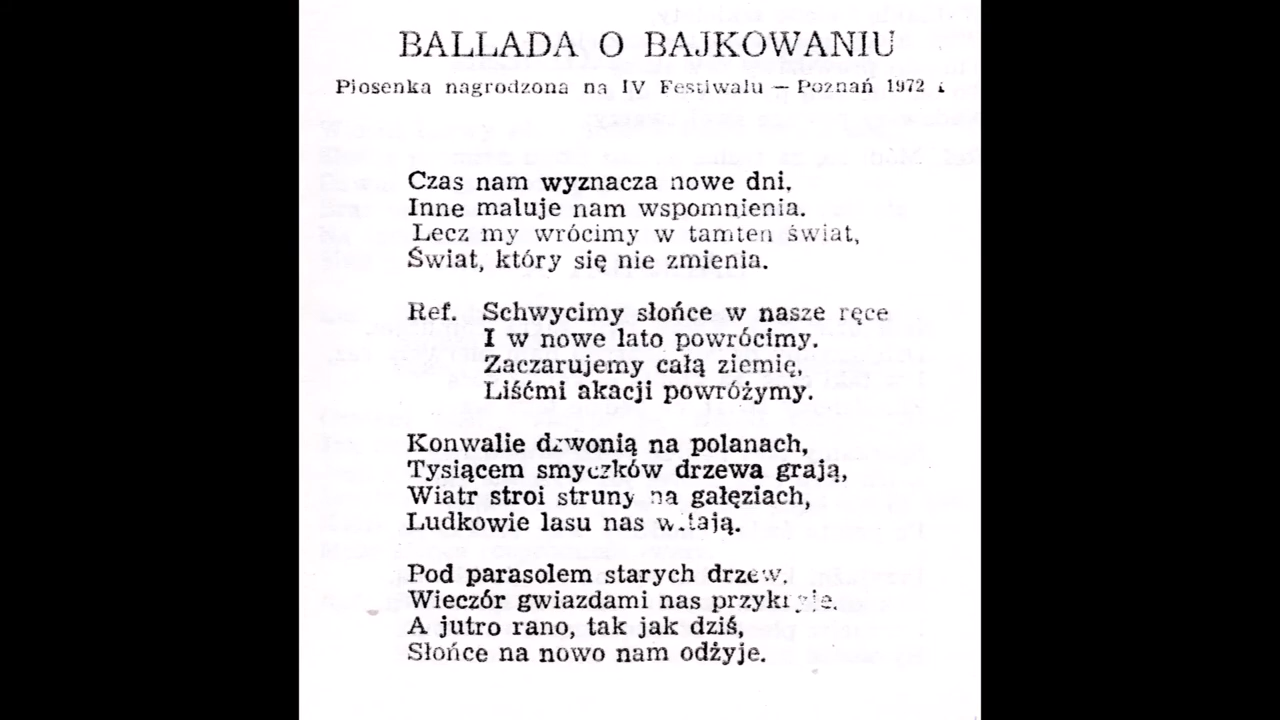 BALLADA O BAJKOWANIU
Piosenka nagrodzona na IV Festiwalu — Poznań 1972 r
Czas nam wyznacza nowe dni,
Inne maluje nam wspomnienia.
Lecz my wrócimy w tamten świat,
Świat, który się nie zmienia.
Ref. Schwycimy słońce w nasze ręce
I w nowe lato powrócimy.
Zaczarujemy całą ziemię,
Liśćmi akacji powróżymy.
Konwalie dzwonią na polanach,
Tysiącem smyczków drzewa grają,
Wiatr stroi struny na gałęziach,
Ludkowie lasu nas witają.
Pod parasolem starych drzew,
Wieczór gwiazdami nas przykryje.
A jutro rano, tak jak dziś,
Słońce na nowo nam odżyje.